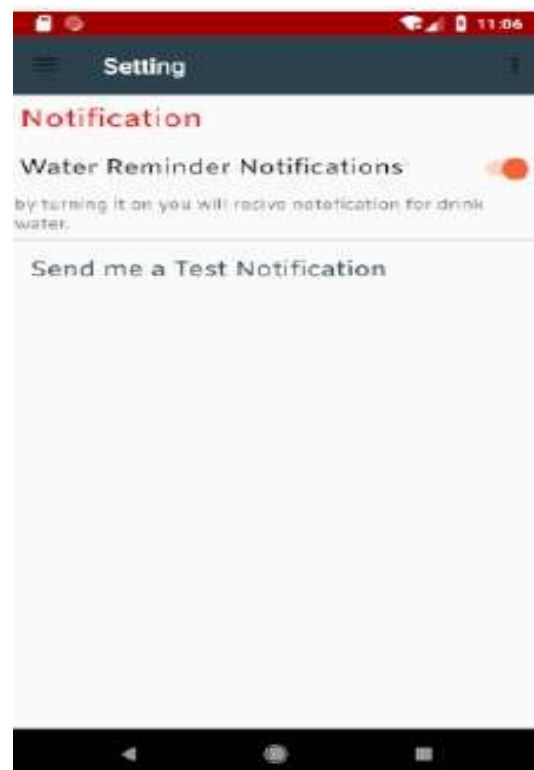 11:06
Setting
Notification
Water Reminder Notifications
by turning it on you will recive notefication for drink
water.
Send me a Test Notification